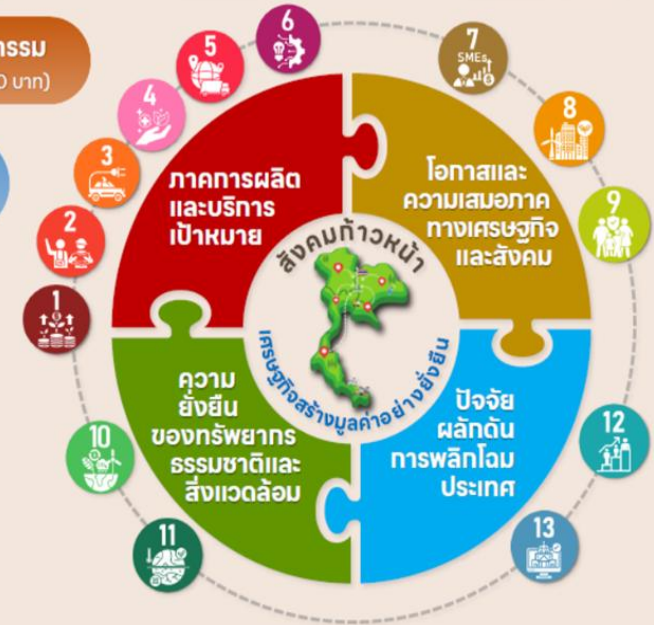 กรรม
0 บาท)
1
2
3
4
5
6
7
SMEs
8
9
10
11
12
13
ภาคการผลิต
และบริการ
เป้าหมาย
โอกาสและ
ความเสมอภาค
ทางเศรษฐกิจ
และสังคม
สังคมก้าวหน้า
เศรษฐกิจสร้างมูลค่าอย่างยั่งยืน
ความ
ยั่งยืน
ของทรัพยากร
ธรรมชาติและ
สิ่งแวดล้อม
ปัจจัย
ผลักดัน
การพลิกโฉม
ประเทศ